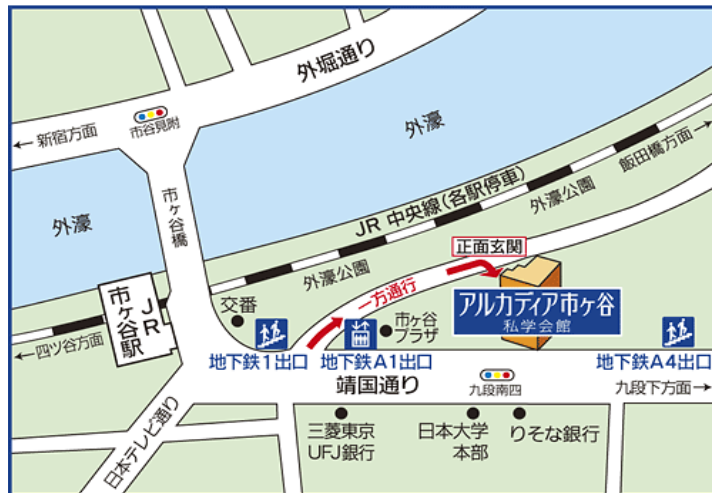 外堀通り
市谷見附
←新宿方面
外濠
飯田橋方面→
市ヶ谷橋
外濠
JR 中央線（各駅停車）
外濠公園
正面玄関
外濠公園
JR
市ヶ谷駅
一方通行
アルカディア市ヶ谷
私学会館
交番
市ヶ谷
プラザ
←四ツ谷方面
地下鉄1出口
地下鉄A1出口
地下鉄A4出口
靖国通り
九段南四
九段下方面→
日本テレビ通り
三菱東京
UFJ銀行
日本大学
本部
りそな銀行